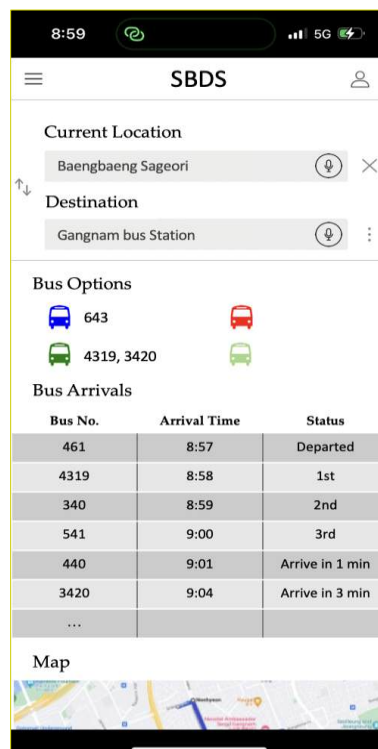 8:59 5G
SBDS
Current Location
Baengbaeng Sageori
Destination
Gangnam bus Station
Bus Options
643
4319, 3420
Bus Arrivals
Bus No. Arrival Time Status
461 8:57 Departed
4319 8:58 1st
340 8:59 2nd
541 9:00 3rd
440 9:01 Arrive in 1 min
3420 9:04 Arrive in 3 min
...
Map